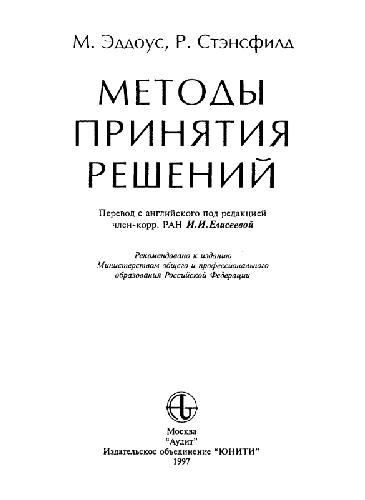 М. Эддоус, Р. Стэнсфилд
МЕТОДЫ
ПРИНЯТИЯ
РЕШЕНИЙ
Перевод с английского под редакцией
член-корр. РАН И.И.Елисеевой
Рекомендовано к изданию
Министерством общего и профессионального
образования Российской Федерации
Москва
"Аудит"
Издательское объединение "ЮНИТИ"
1997